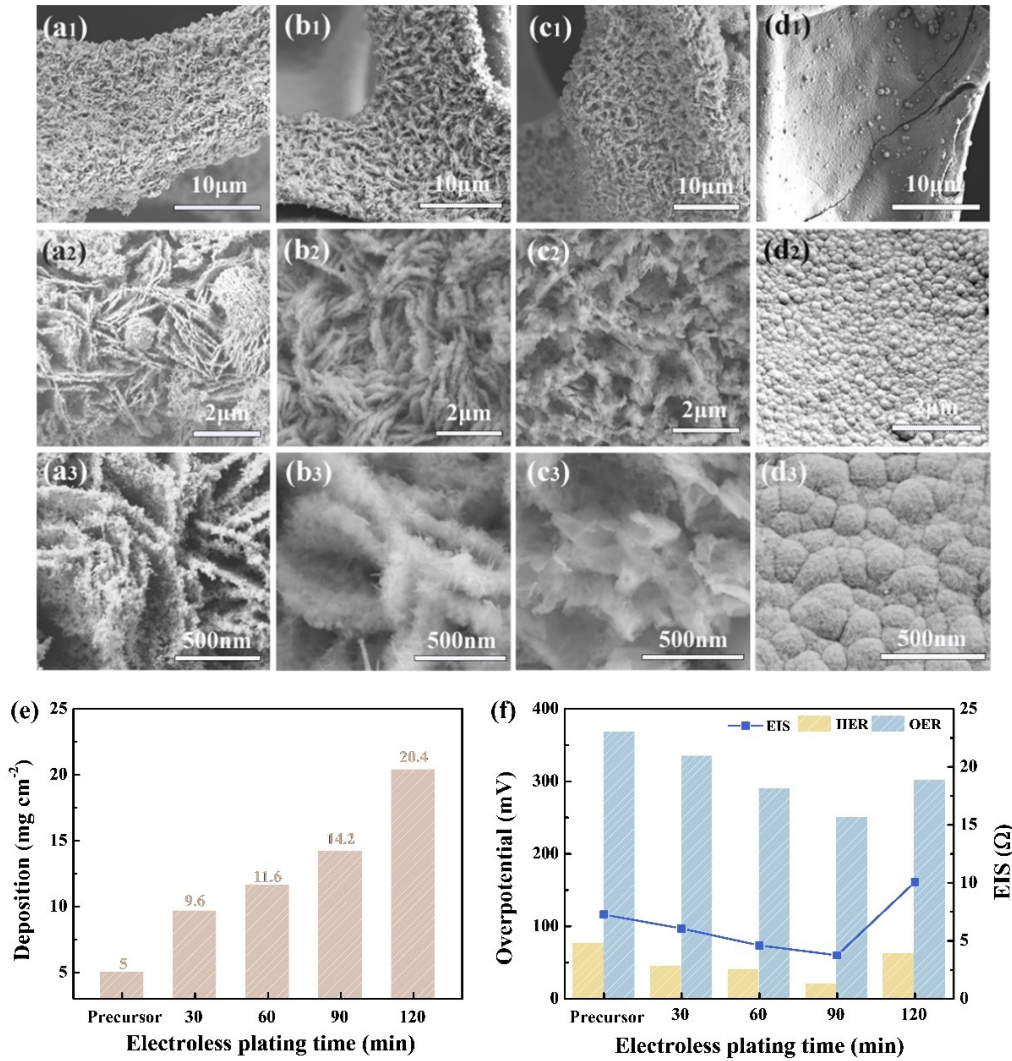 (a1) (b1) (c1) (d1)
10μm 10μm 10μm 10μm
(a2) (b2) (c2) (d2)
2μm 2μm 2μm 2μm
(a3) (b3) (c3) (d3)
500nm 500nm 500nm 500nm
(e)
Deposition (mg cm⁻²)
25
20
15
10
5
5
9.6
11.6
14.2
20.4
Precursor 30 60 90 120
Electroless plating time (min)
(f)
EIS HER OER
Overpotential (mV)
400
300
200
100
0
25
20
15
10
5
0
EIS (Ω)
Precursor 30 60 90 120
Electroless plating time (min)